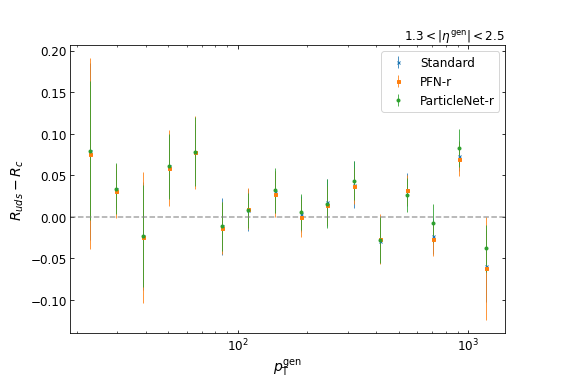 1.3 < |η^gen| < 2.5
Standard
PFN-r
ParticleNet-r
0.20
0.15
0.10
0.05
0.00
−0.05
−0.10
R_uds − R_c
10^2
10^3
p_T^gen